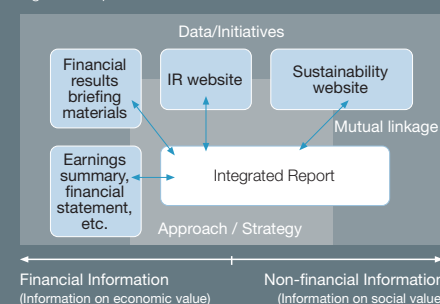 Data/Initiatives
Financial
results
briefing
materials
IR website
Sustainability
website
Mutual linkage
Earnings
summary,
financial
statement,
etc.
Integrated Report
Approach / Strategy
Financial Information
(Information on economic value)
Non-financial Information
(Information on social value)